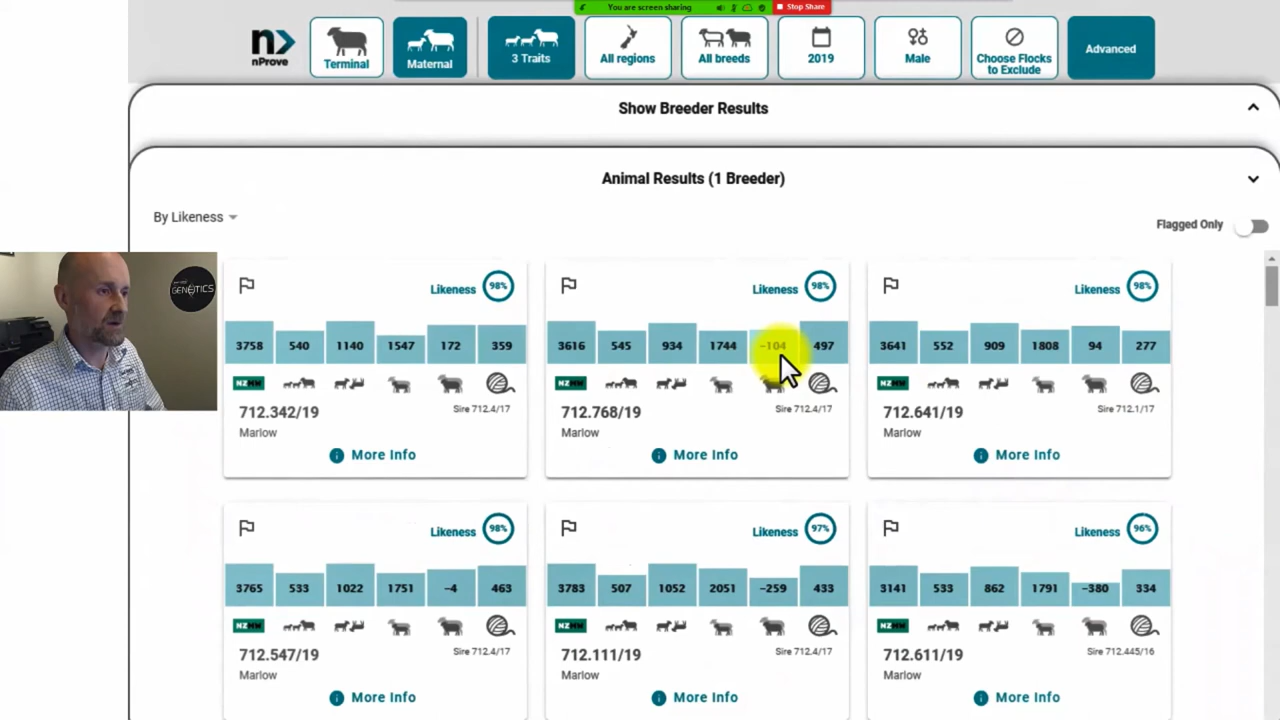 You are screen sharing
Stop Share
n>
nProve
Terminal
Maternal
3 Traits
All regions
All breeds
2019
Male
Choose Flocks
to Exclude
Advanced
Show Breeder Results
Animal Results (1 Breeder)
By Likeness
Flagged Only
GENETICS
Likeness 98%
3758 540 1140 1547 172 359
NZMW
712.342/19
Sire 712.4/17
Marlow
More Info
Likeness 98%
3616 545 934 1744 -104 497
NZMW
712.768/19
Sire 712.4/17
Marlow
More Info
Likeness 98%
3641 552 909 1808 94 277
NZMW
712.641/19
Sire 712.1/17
Marlow
More Info
Likeness 98%
3765 533 1022 1751 -4 463
NZMW
712.547/19
Sire 712.4/17
Marlow
More Info
Likeness 97%
3783 507 1052 2051 -259 433
NZMW
712.111/19
Sire 712.4/17
Marlow
More Info
Likeness 96%
3141 533 862 1791 -380 334
NZMW
712.611/19
Sire 712.445/16
Marlow
More Info